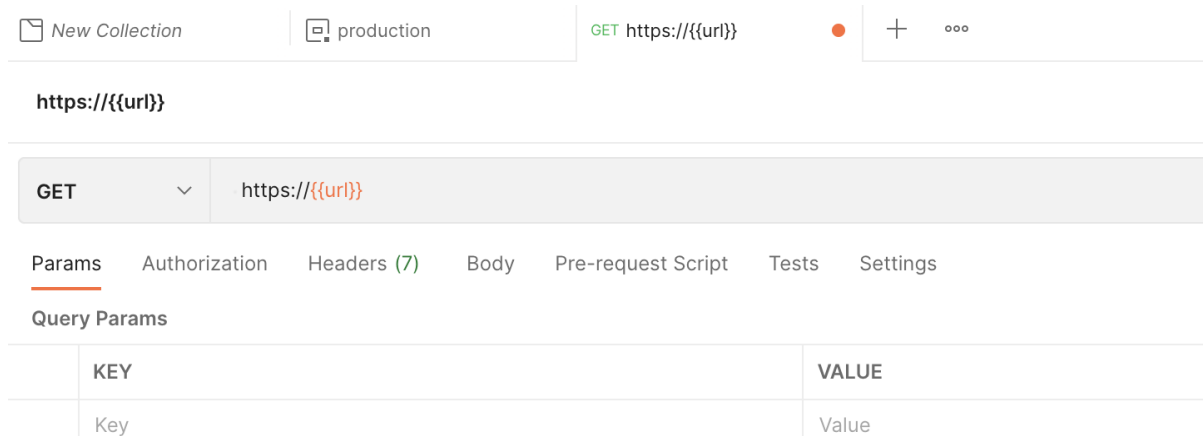 New Collection production GET https://{{url}} ooo
https://{{url}}
GET https://{{url}}
Params Authorization Headers (7) Body Pre-request Script Tests Settings
Query Params
KEY VALUE
Key Value